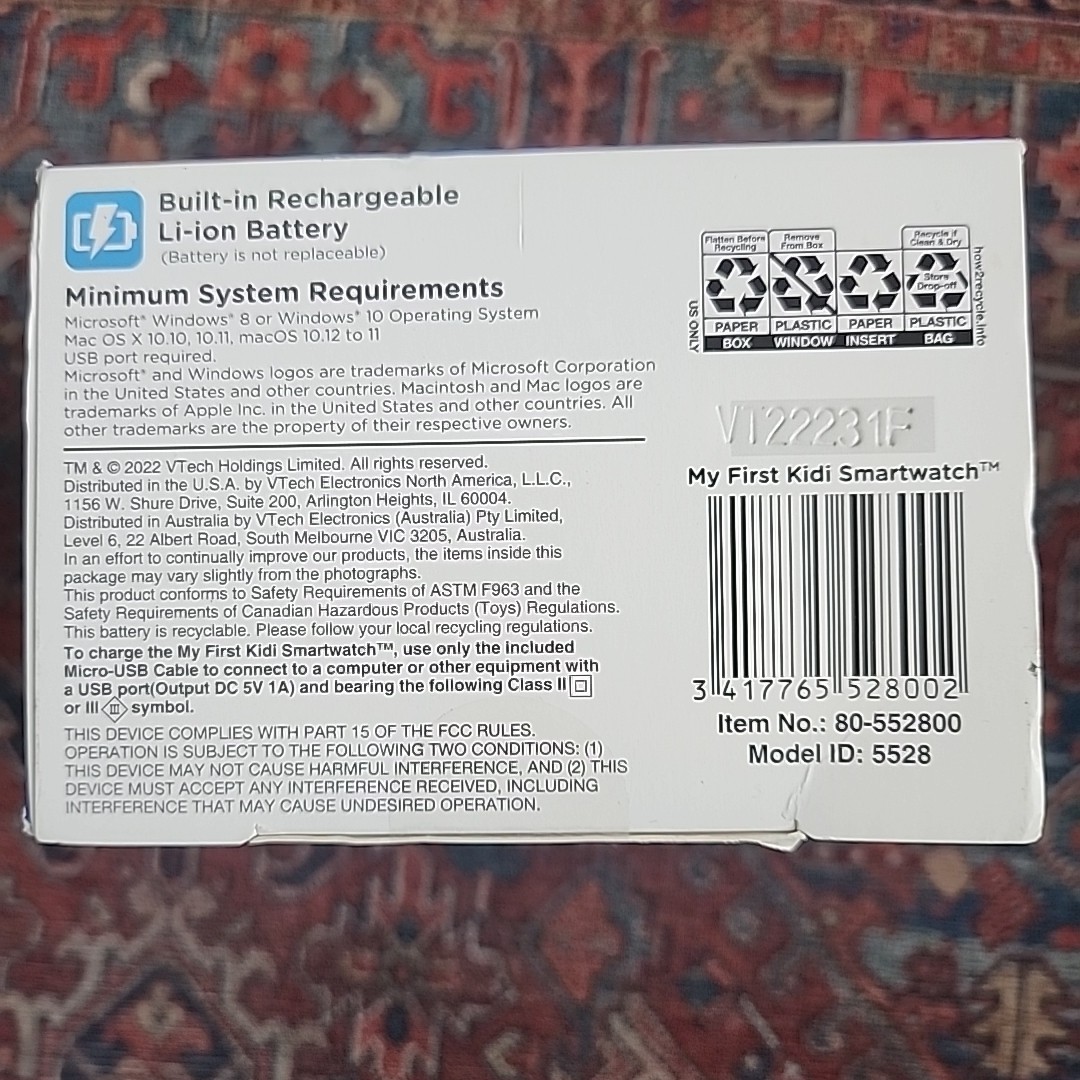 Built-in Rechargeable
Li-ion Battery
(Battery is not replaceable)
Minimum System Requirements
Microsoft® Windows® 8 or Windows® 10 Operating System
Mac OS X 10.10, 10.11, macOS 10.12 to 11
USB port required.
Microsoft® and Windows logos are trademarks of Microsoft Corporation
in the United States and other countries. Macintosh and Mac logos are
trademarks of Apple Inc. in the United States and other countries. All
other trademarks are the property of their respective owners.
TM & © 2022 VTech Holdings Limited. All rights reserved.
Distributed in the U.S.A. by VTech Electronics North America, L.L.C.,
1156 W. Shure Drive, Suite 200, Arlington Heights, IL 60004.
Distributed in Australia by VTech Electronics (Australia) Pty Limited,
Level 6, 22 Albert Road, South Melbourne VIC 3205, Australia.
In an effort to continually improve our products, the items inside this
package may vary slightly from the photographs.
This product conforms to Safety Requirements of ASTM F963 and the
Safety Requirements of Canadian Hazardous Products (Toys) Regulations.
This battery is recyclable. Please follow your local recycling regulations.
To charge the My First Kidi Smartwatch™, use only the included
Micro-USB Cable to connect to a computer or other equipment with
a USB port(Output DC 5V 1A) and bearing the following Class II
or III III symbol.
THIS DEVICE COMPLIES WITH PART 15 OF THE FCC RULES.
OPERATION IS SUBJECT TO THE FOLLOWING TWO CONDITIONS: (1)
THIS DEVICE MAY NOT CAUSE HARMFUL INTERFERENCE, AND (2) THIS
DEVICE MUST ACCEPT ANY INTERFERENCE RECEIVED, INCLUDING
INTERFERENCE THAT MAY CAUSE UNDESIRED OPERATION.
US ONLY
Flatten Before
Recycling
PAPER
BOX
Remove
From Box
PLASTIC
WINDOW
PAPER
INSERT
Recycle if
Clean & Dry
Store
Drop-off
PLASTIC
BAG
how2recycle.info
VT22231F
My First Kidi Smartwatch™
3 417765 528002
Item No.: 80-552800
Model ID: 5528